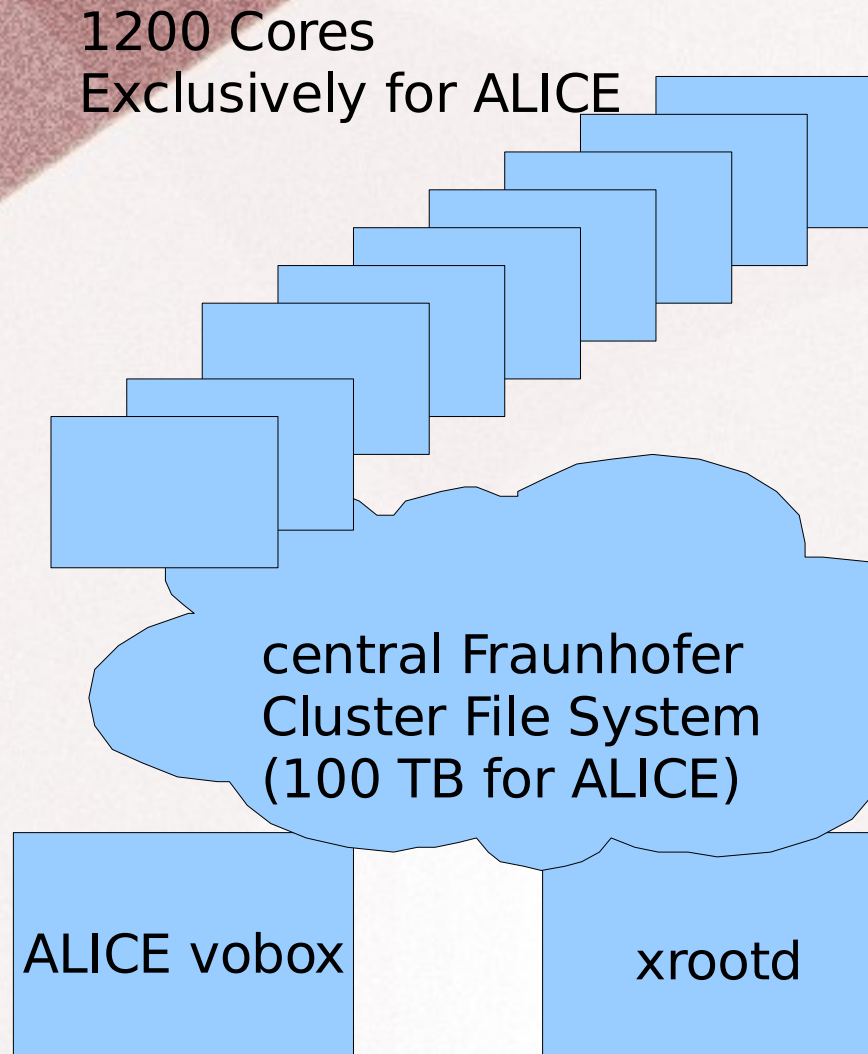 1200 Cores
Exclusively for ALICE
central Fraunhofer
Cluster File System
(100 TB for ALICE)
ALICE vobox
xrootd